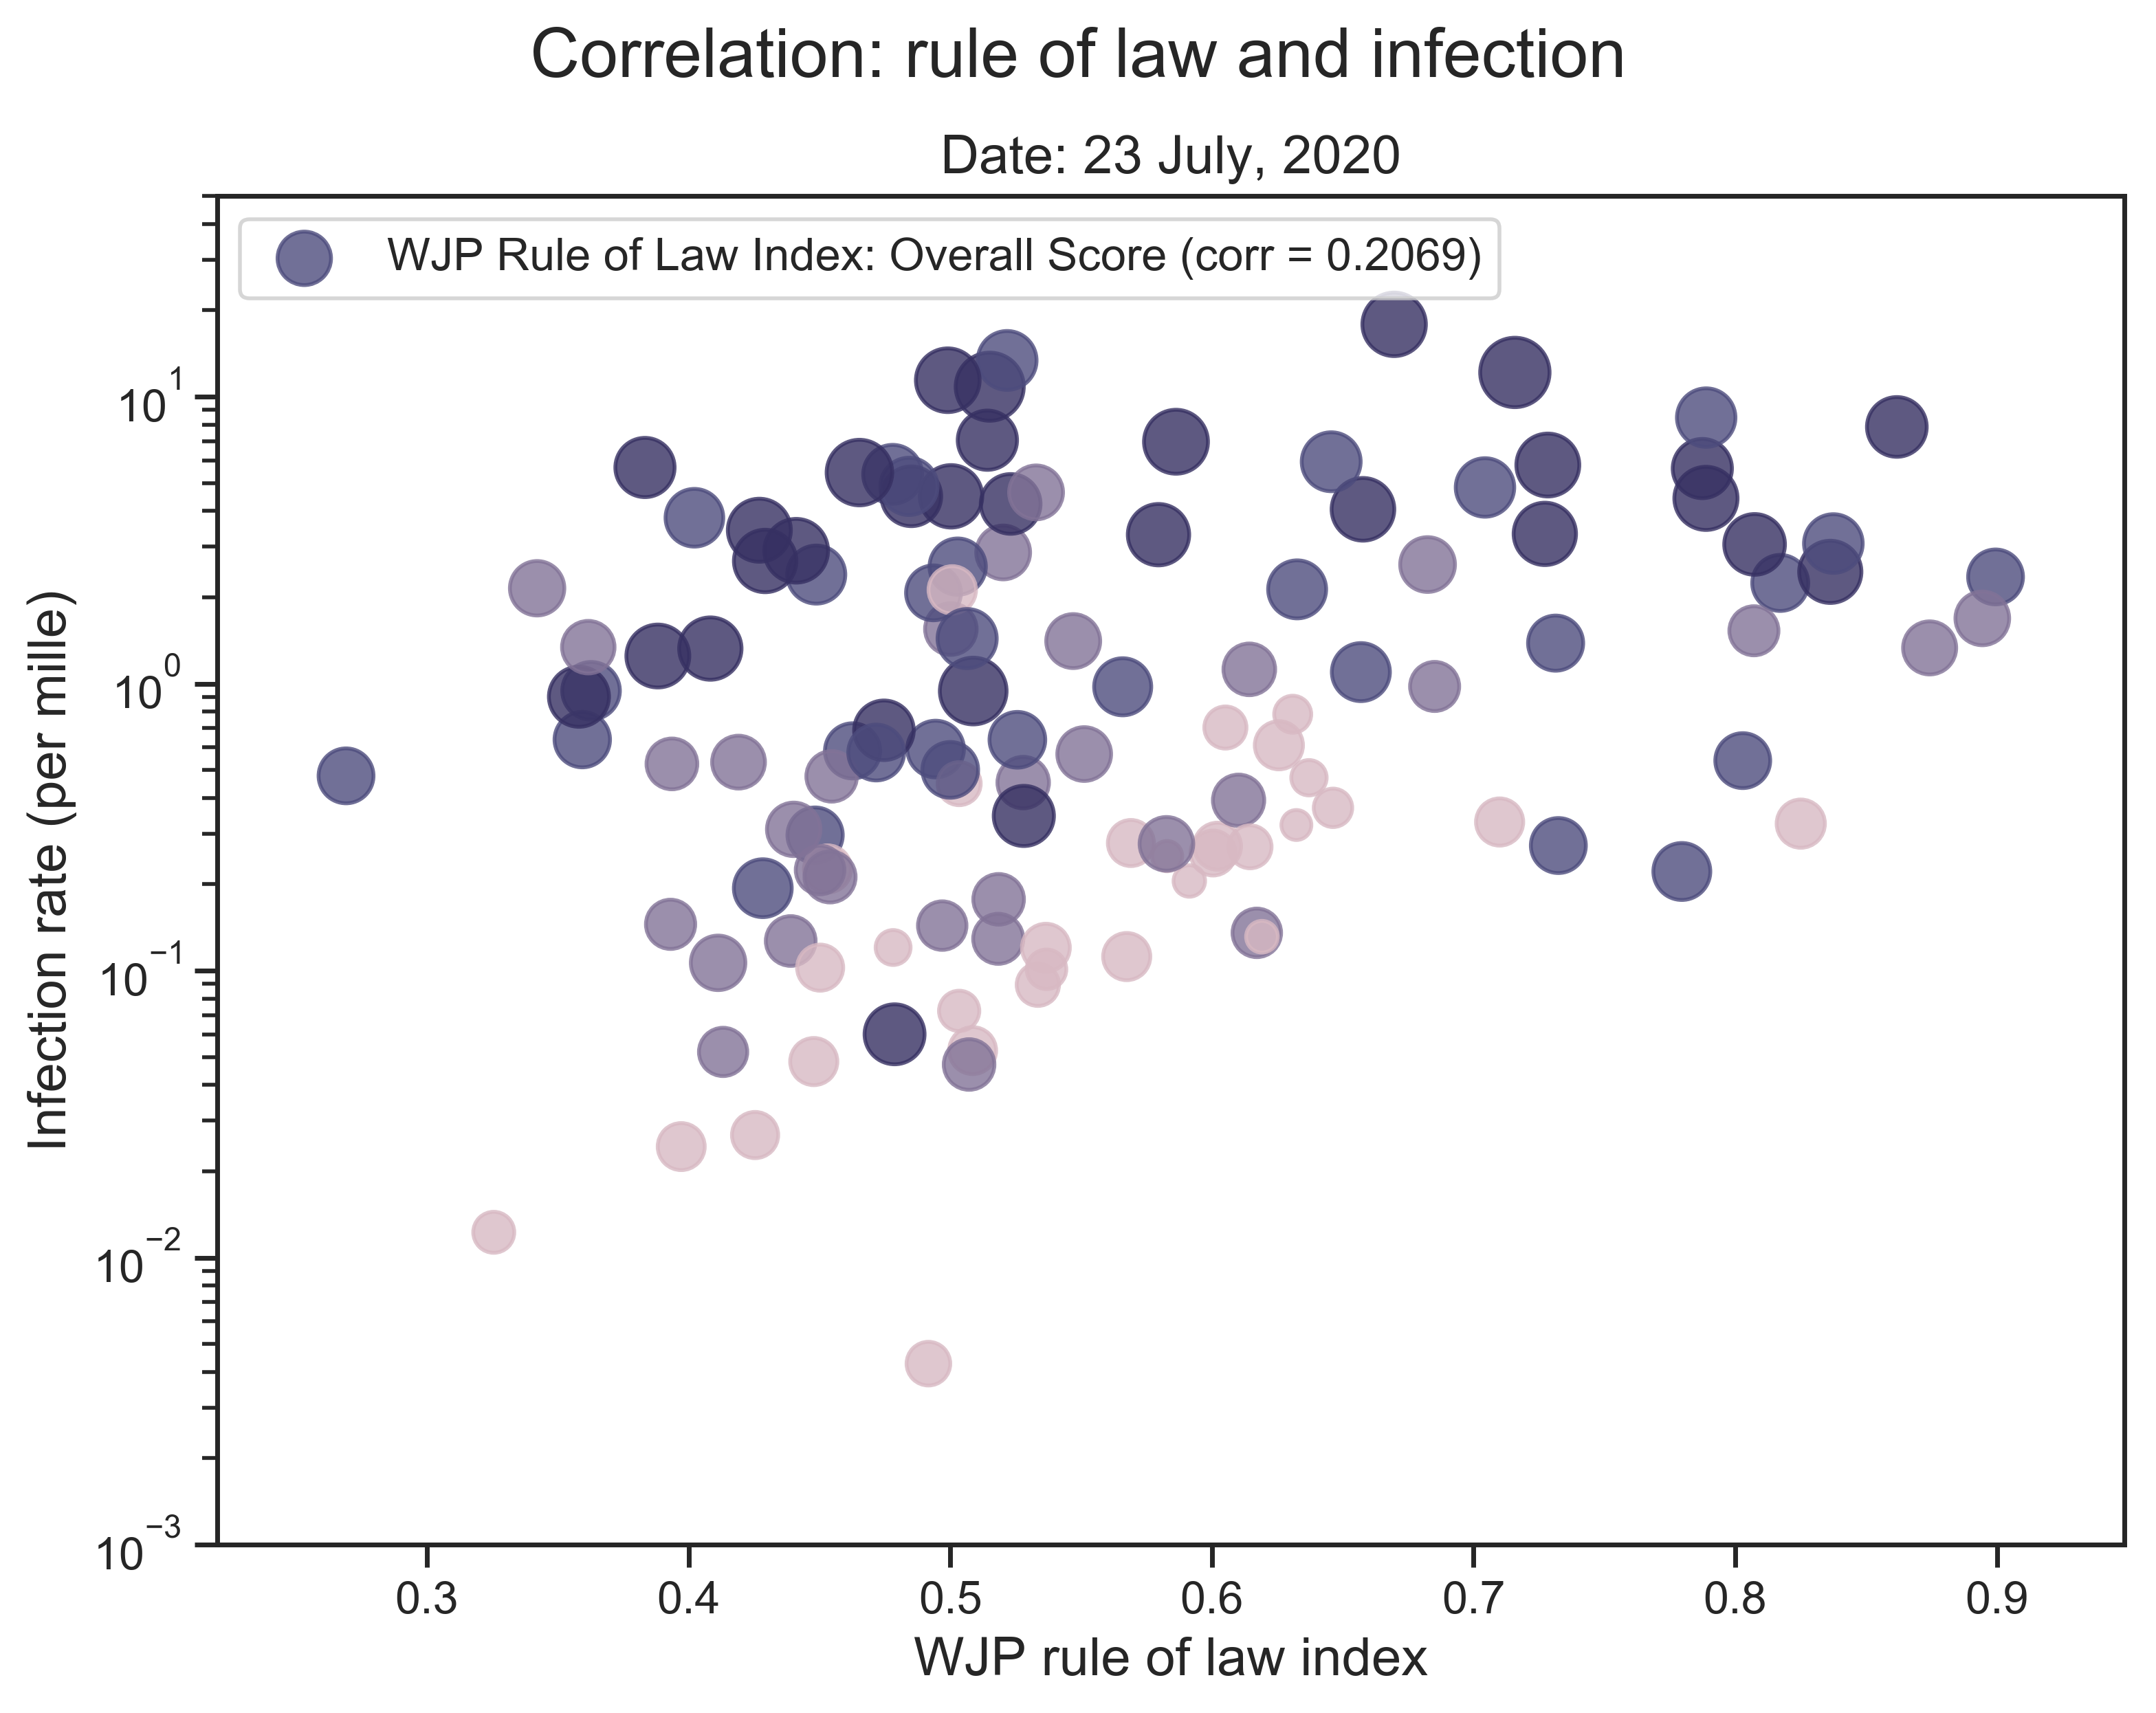 Correlation: rule of law and infection
Date: 23 July, 2020
WJP Rule of Law Index: Overall Score (corr = 0.2069)
Infection rate (per mille)
10^1
10^0
10^−1
10^−2
10^−3
0.3 0.4 0.5 0.6 0.7 0.8 0.9
WJP rule of law index